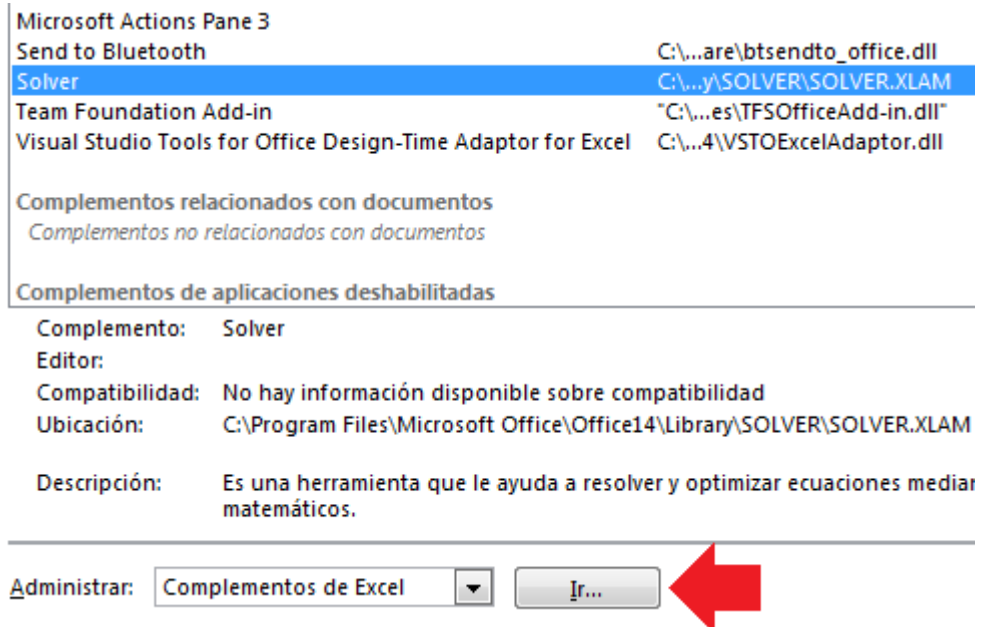 Microsoft Actions Pane 3
Send to Bluetooth C:\...are\btsendto_office.dll
Solver C:\...y\SOLVER\SOLVER.XLAM
Team Foundation Add-in "C:\...es\TFSOfficeAdd-in.dll"
Visual Studio Tools for Office Design-Time Adaptor for Excel C:\...4\VSTOExcelAdaptor.dll
Complementos relacionados con documentos
Complementos no relacionados con documentos
Complementos de aplicaciones deshabilitadas
Complemento: Solver
Editor:
Compatibilidad: No hay información disponible sobre compatibilidad
Ubicación: C:\Program Files\Microsoft Office\Office14\Library\SOLVER\SOLVER.XLAM
Descripción: Es una herramienta que le ayuda a resolver y optimizar ecuaciones mediar
matemáticos.
Administrar: Complementos de Excel Ir...